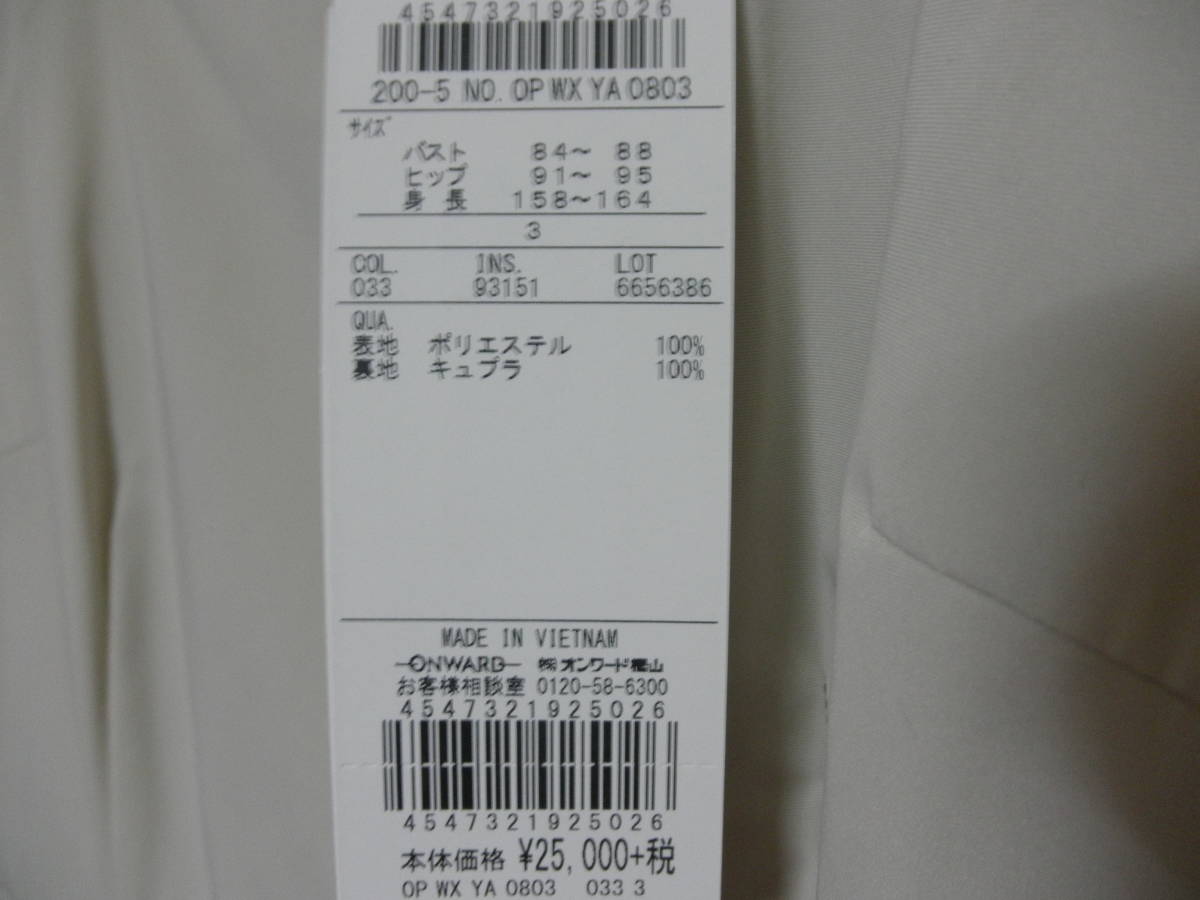 4547321925026
200-5 NO. OP WX YA 0803
サイズ
バスト 84～ 88
ヒップ 91～ 95
身長 158～164
3
COL. INS. LOT
033 93151 6656386
QUA.
表地 ポリエステル 100%
裏地 キュプラ 100%
MADE IN VIETNAM
ONWARD ㈱オンワード樫山
お客様相談室 0120-58-6300
4547321925026
4547321925026
本体価格 ¥25,000+税
OP WX YA 0803 033 3